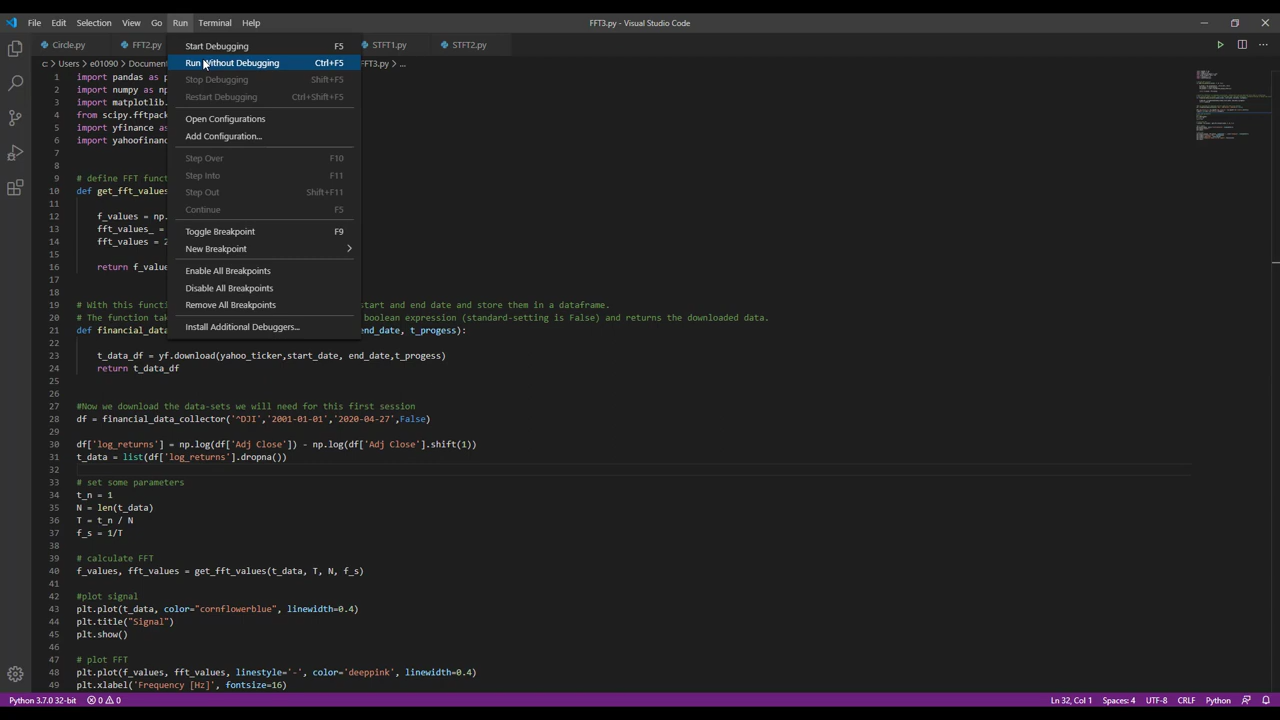 File Edit Selection View Go Run Terminal Help FFT3.py - Visual Studio Code
Circle.py FFT2.py STFT1.py STFT2.py
c: > Users > e01090 > Document FFT3.py > ...
Start Debugging F5
Run Without Debugging Ctrl+F5
Stop Debugging Shift+F5
Restart Debugging Ctrl+Shift+F5
Open Configurations
Add Configuration...
Step Over F10
Step Into F11
Step Out Shift+F11
Continue F5
Toggle Breakpoint F9
New Breakpoint
Enable All Breakpoints
Disable All Breakpoints
Remove All Breakpoints
Install Additional Debuggers...
1 import pandas as p
2 import numpy as np
3 import matplotlib.
4 from scipy.fftpack
5 import yfinance as
6 import yahoofinanc
7
8
9 # define FFT funct
10 def get_fft_values
11
12 f_values = np.
13 fft_values_ =
14 fft_values = 2
15
16 return f_value
17
18
19 # With this functi start and end date and store them in a dataframe.
20 # The function tak boolean expression (standard-setting is False) and returns the downloaded data.
21 def financial_data end_date, t_progess):
22
23 t_data_df = yf.download(yahoo_ticker,start_date, end_date,t_progess)
24 return t_data_df
25
26
27 #Now we download the data-sets we will need for this first session
28 df = financial_data_collector('^DJI','2001-01-01','2020-04-27',False)
29
30 df['log_returns'] = np.log(df['Adj Close']) - np.log(df['Adj Close'].shift(1))
31 t_data = list(df['log_returns'].dropna())
32
33 # set some parameters
34 t_n = 1
35 N = len(t_data)
36 T = t_n / N
37 f_s = 1/T
38
39 # calculate FFT
40 f_values, fft_values = get_fft_values(t_data, T, N, f_s)
41
42 #plot signal
43 plt.plot(t_data, color="cornflowerblue", linewidth=0.4)
44 plt.title("Signal")
45 plt.show()
46
47 # plot FFT
48 plt.plot(f_values, fft_values, linestyle='-', color='deeppink', linewidth=0.4)
49 plt.xlabel('Frequency [Hz]', fontsize=16)
Python 3.7.0 32-bit 0 0 Ln 32, Col 1 Spaces: 4 UTF-8 CRLF Python